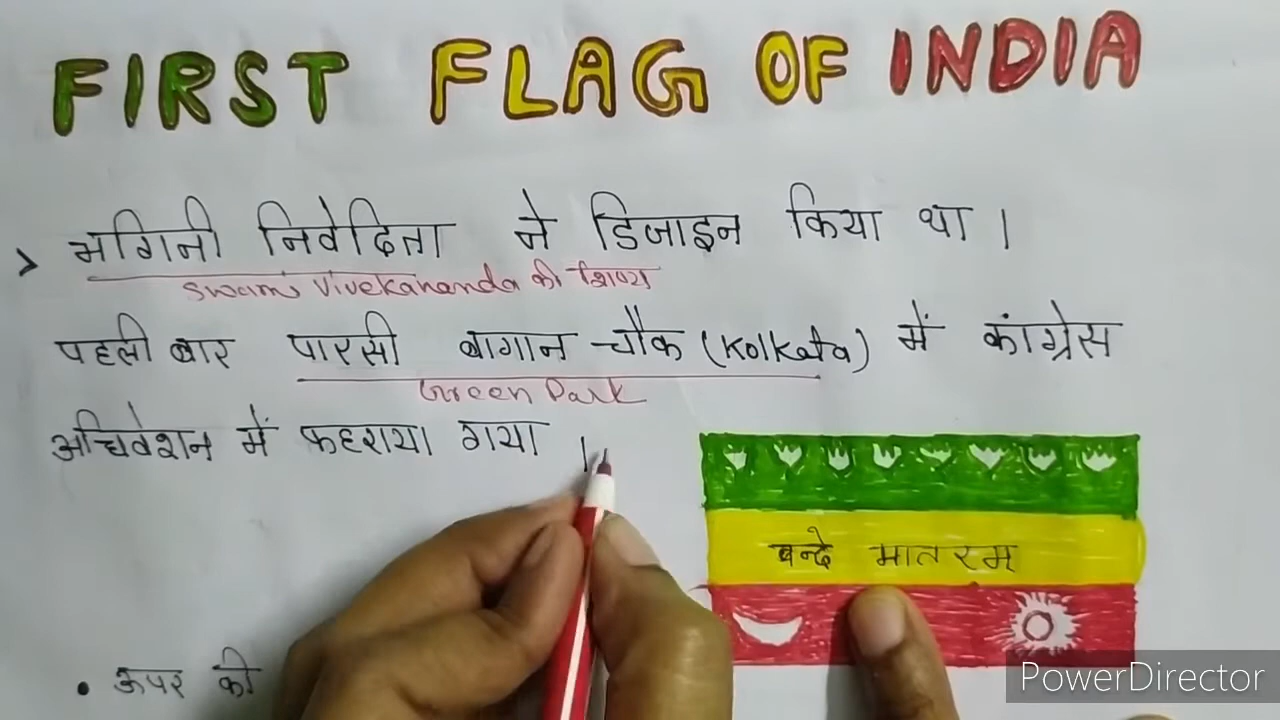 FIRST FLAG OF INDIA
> भगिनी निवेदिता ने डिजाइन किया था ।
Swami Vivekananda की शिष्य
पहली बार पारसी बागान चौक (Kolkata) में कांग्रेस
Green Park
अधिवेशन में फहराया गया ।
बन्दे मातरम्
• ऊपर की
PowerDirector